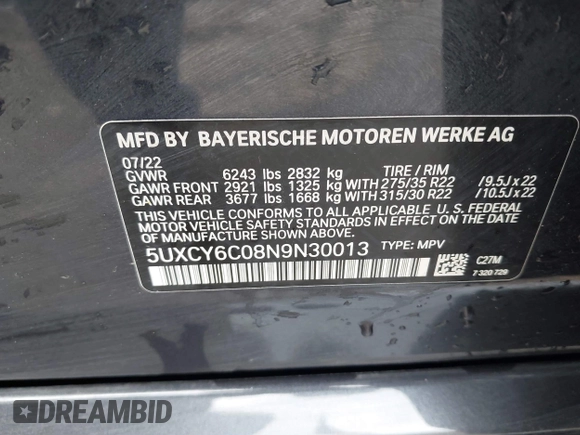 MFD BY BAYERISCHE MOTOREN WERKE AG
07/22
GVWR 6243 lbs 2832 kg TIRE / RIM
GAWR FRONT 2921 lbs 1325 kg WITH 275/35 R22 / 9.5J x 22
GAWR REAR 3677 lbs 1668 kg WITH 315/30 R22 / 10.5J x 22
THIS VEHICLE CONFORMS TO ALL APPLICABLE U. S. FEDERAL
MOTOR VEHICLE SAFETY STANDARDS IN EFFECT ON THE
DATE OF MANUFACTURE SHOWN ABOVE.
5UXCY6C08N9N30013 TYPE: MPV
C27M
7 320 729
DREAMBID